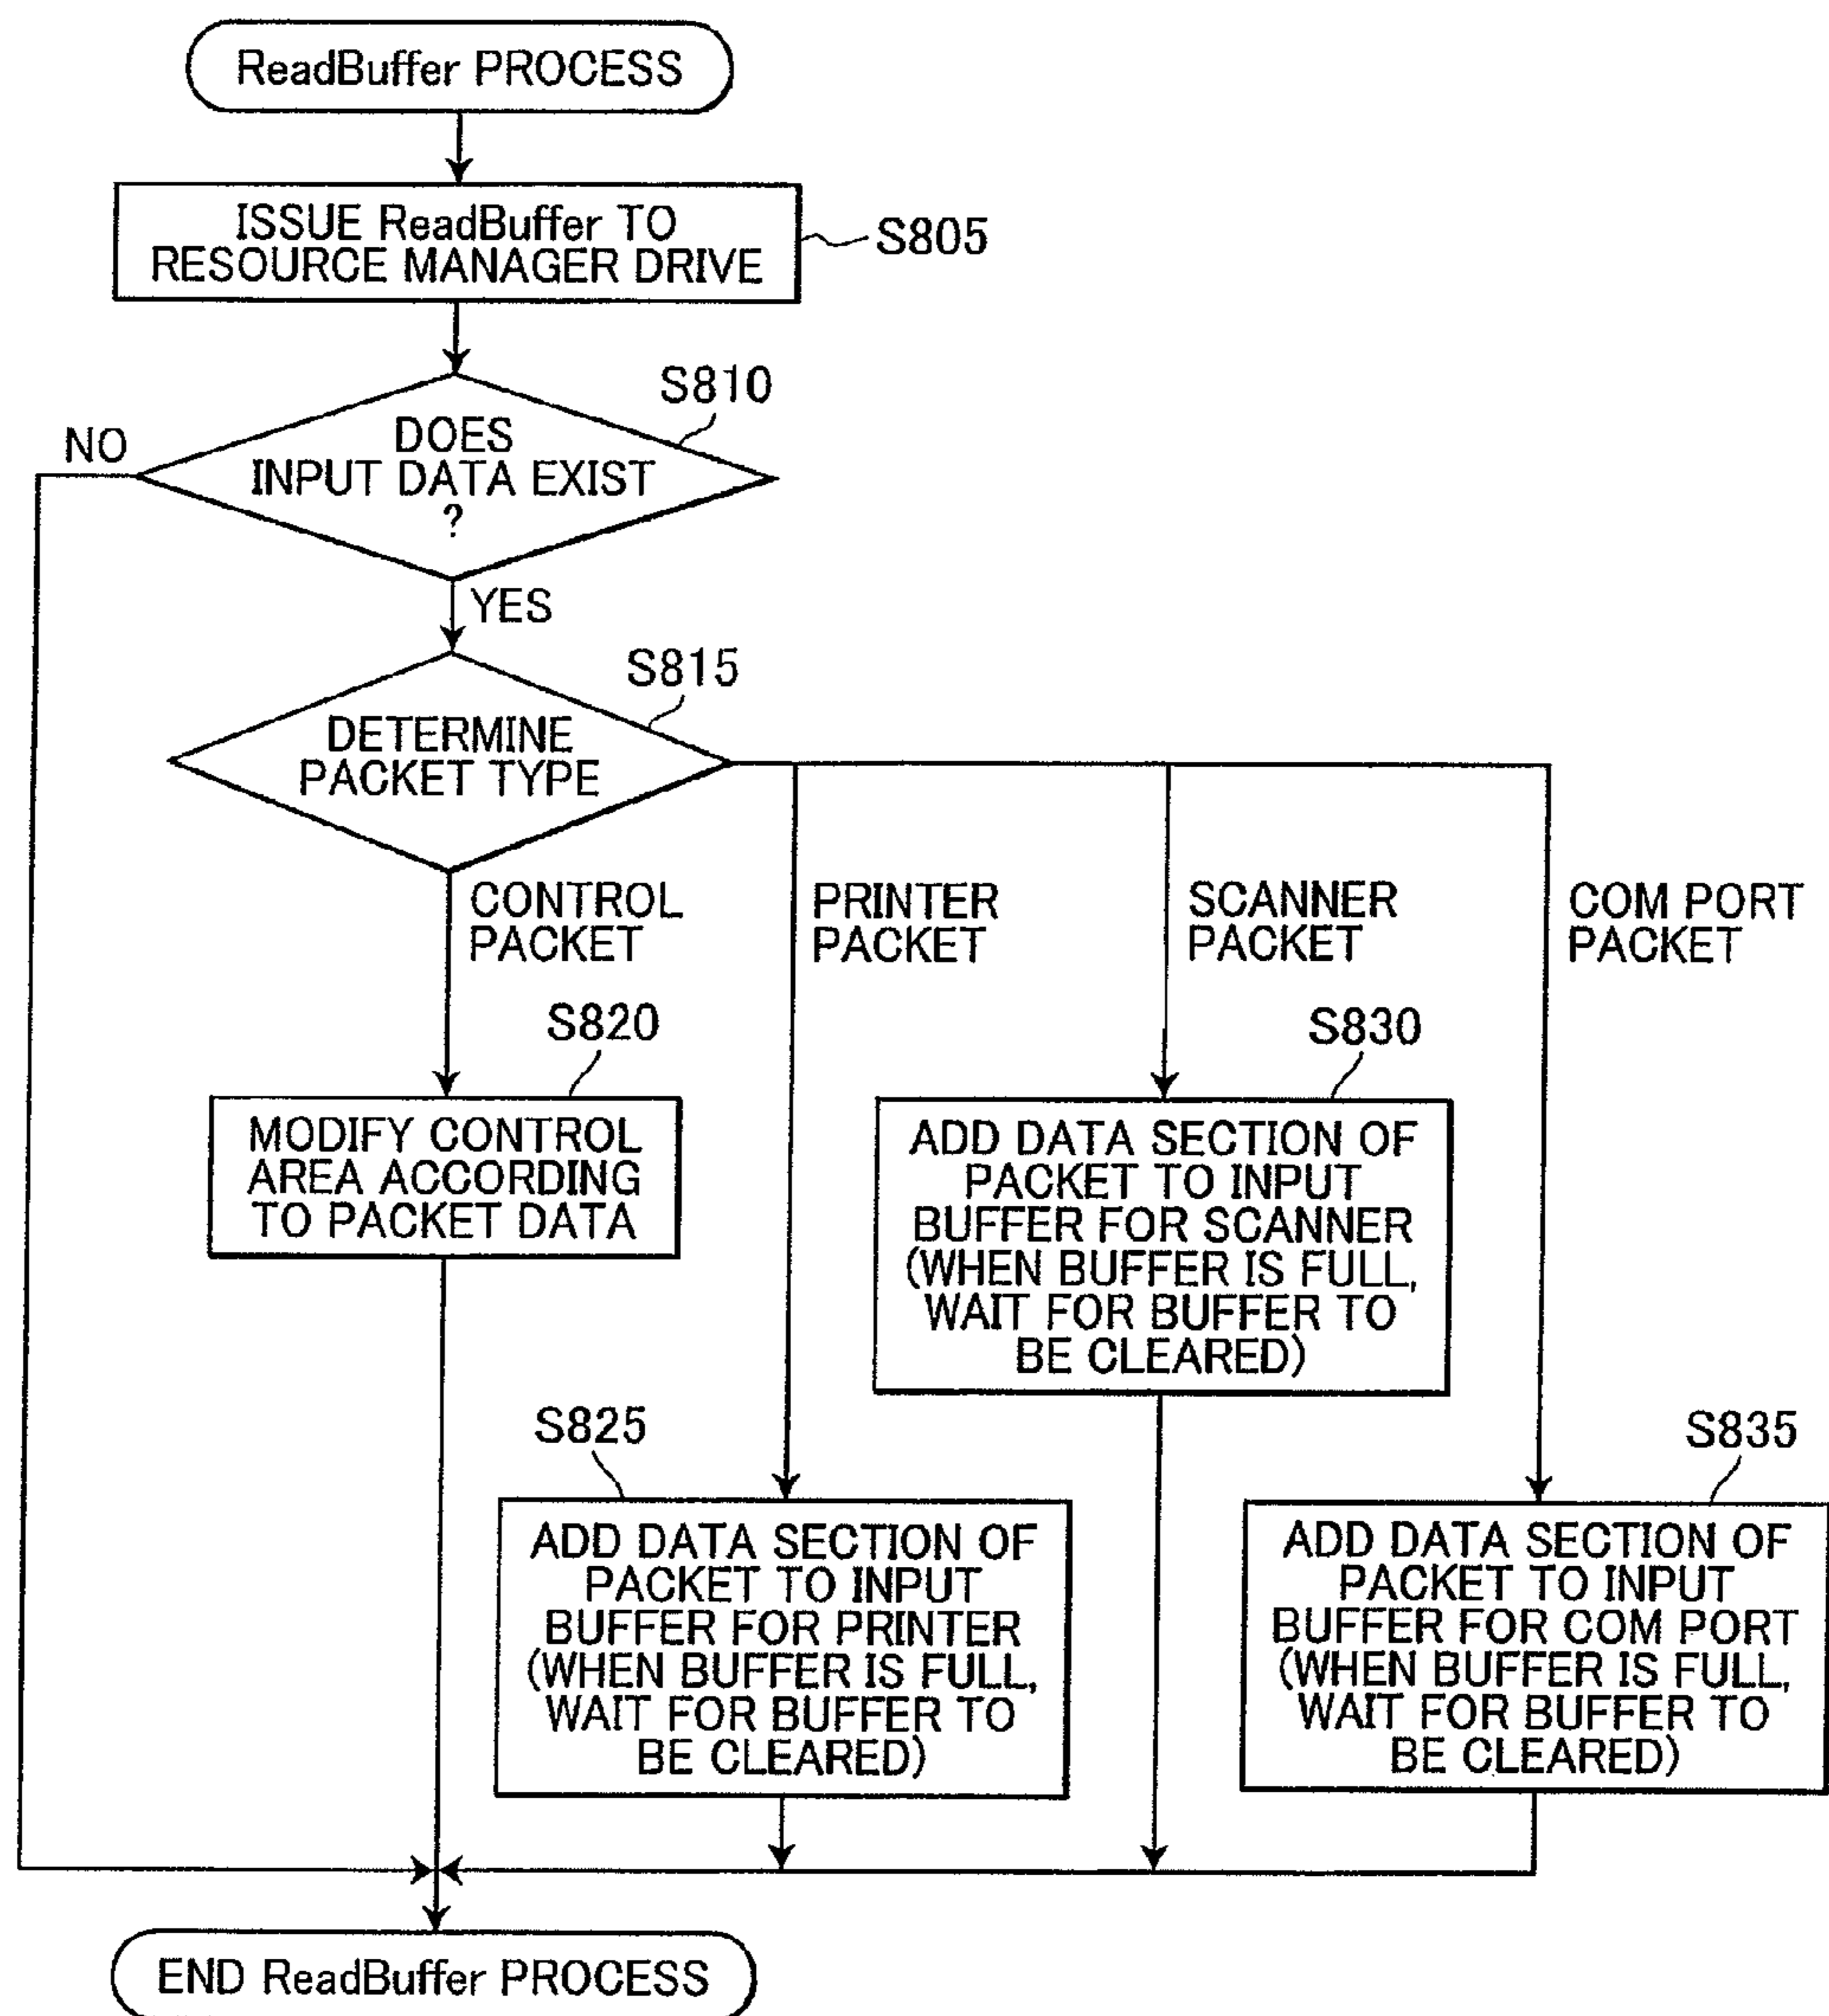 ReadBuffer PROCESS
ISSUE ReadBuffer TO
RESOURCE MANAGER DRIVE
S805
S810
DOES
INPUT DATA EXIST
?
NO
YES
S815
DETERMINE
PACKET TYPE
CONTROL
PACKET
PRINTER
PACKET
SCANNER
PACKET
COM PORT
PACKET
S820
MODIFY CONTROL
AREA ACCORDING
TO PACKET DATA
S830
ADD DATA SECTION OF
PACKET TO INPUT
BUFFER FOR SCANNER
(WHEN BUFFER IS FULL,
WAIT FOR BUFFER TO
BE CLEARED)
S825
ADD DATA SECTION OF
PACKET TO INPUT
BUFFER FOR PRINTER
(WHEN BUFFER IS FULL,
WAIT FOR BUFFER TO
BE CLEARED)
S835
ADD DATA SECTION OF
PACKET TO INPUT
BUFFER FOR COM PORT
(WHEN BUFFER IS FULL,
WAIT FOR BUFFER TO
BE CLEARED)
END ReadBuffer PROCESS